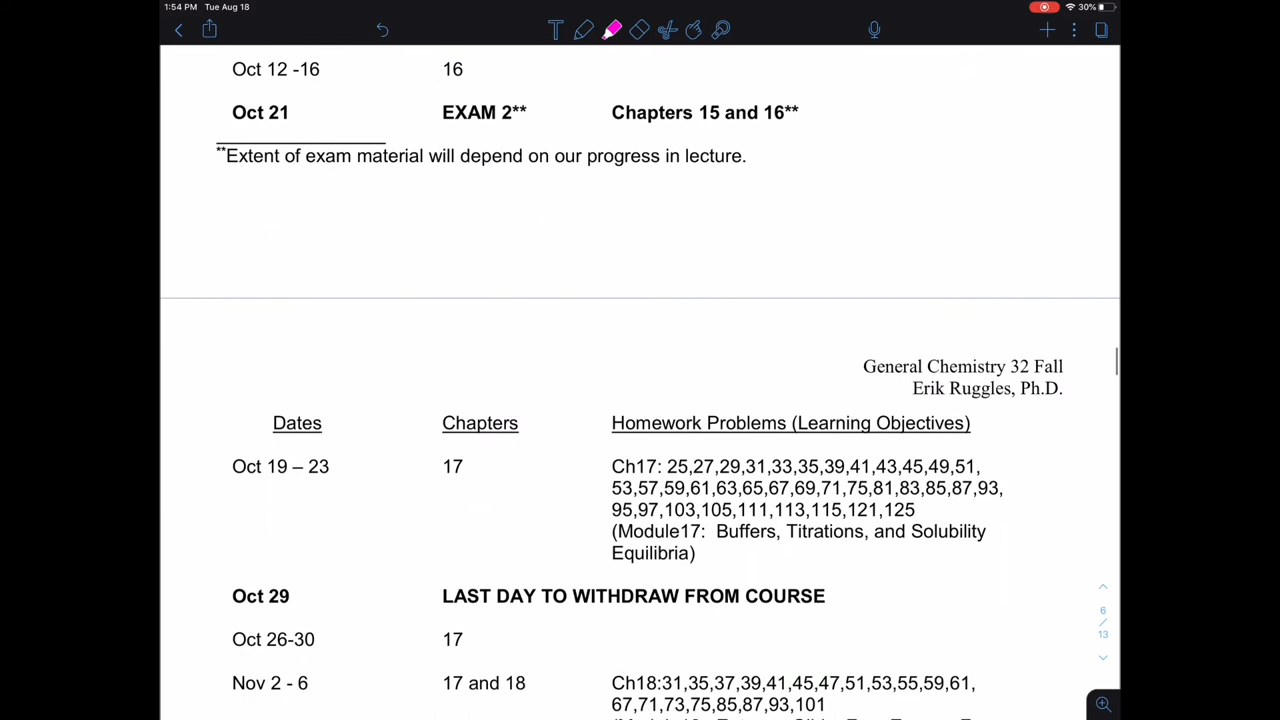 1:54 PM Tue Aug 18
30%
T
Oct 12 -16 16
Oct 21 EXAM 2** Chapters 15 and 16**
**Extent of exam material will depend on our progress in lecture.
General Chemistry 32 Fall
Erik Ruggles, Ph.D.
Dates Chapters Homework Problems (Learning Objectives)
Oct 19 – 23 17 Ch17: 25,27,29,31,33,35,39,41,43,45,49,51,
53,57,59,61,63,65,67,69,71,75,81,83,85,87,93,
95,97,103,105,111,113,115,121,125
(Module17: Buffers, Titrations, and Solubility
Equilibria)
Oct 29 LAST DAY TO WITHDRAW FROM COURSE
Oct 26-30 17
6
/
13
Nov 2 - 6 17 and 18 Ch18:31,35,37,39,41,45,47,51,53,55,59,61,
67,71,73,75,85,87,93,101